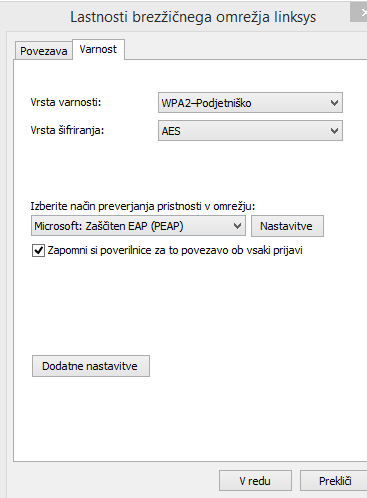 Lastnosti brezžičnega omrežja linksys
Povezava Varnost
Vrsta varnosti: WPA2–Podjetniško
Vrsta šifriranja: AES
Izberite način preverjanja pristnosti v omrežju:
Microsoft: Zaščiten EAP (PEAP) Nastavitve
Zapomni si poverilnice za to povezavo ob vsaki prijavi
Dodatne nastavitve
V redu Prekliči